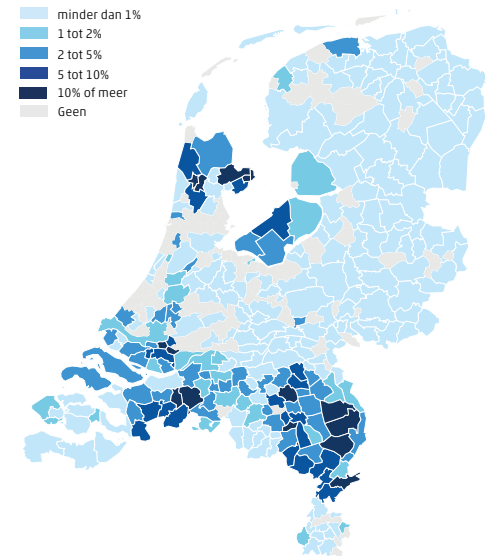 minder dan 1%
1 tot 2%
2 tot 5%
5 tot 10%
10% of meer
Geen